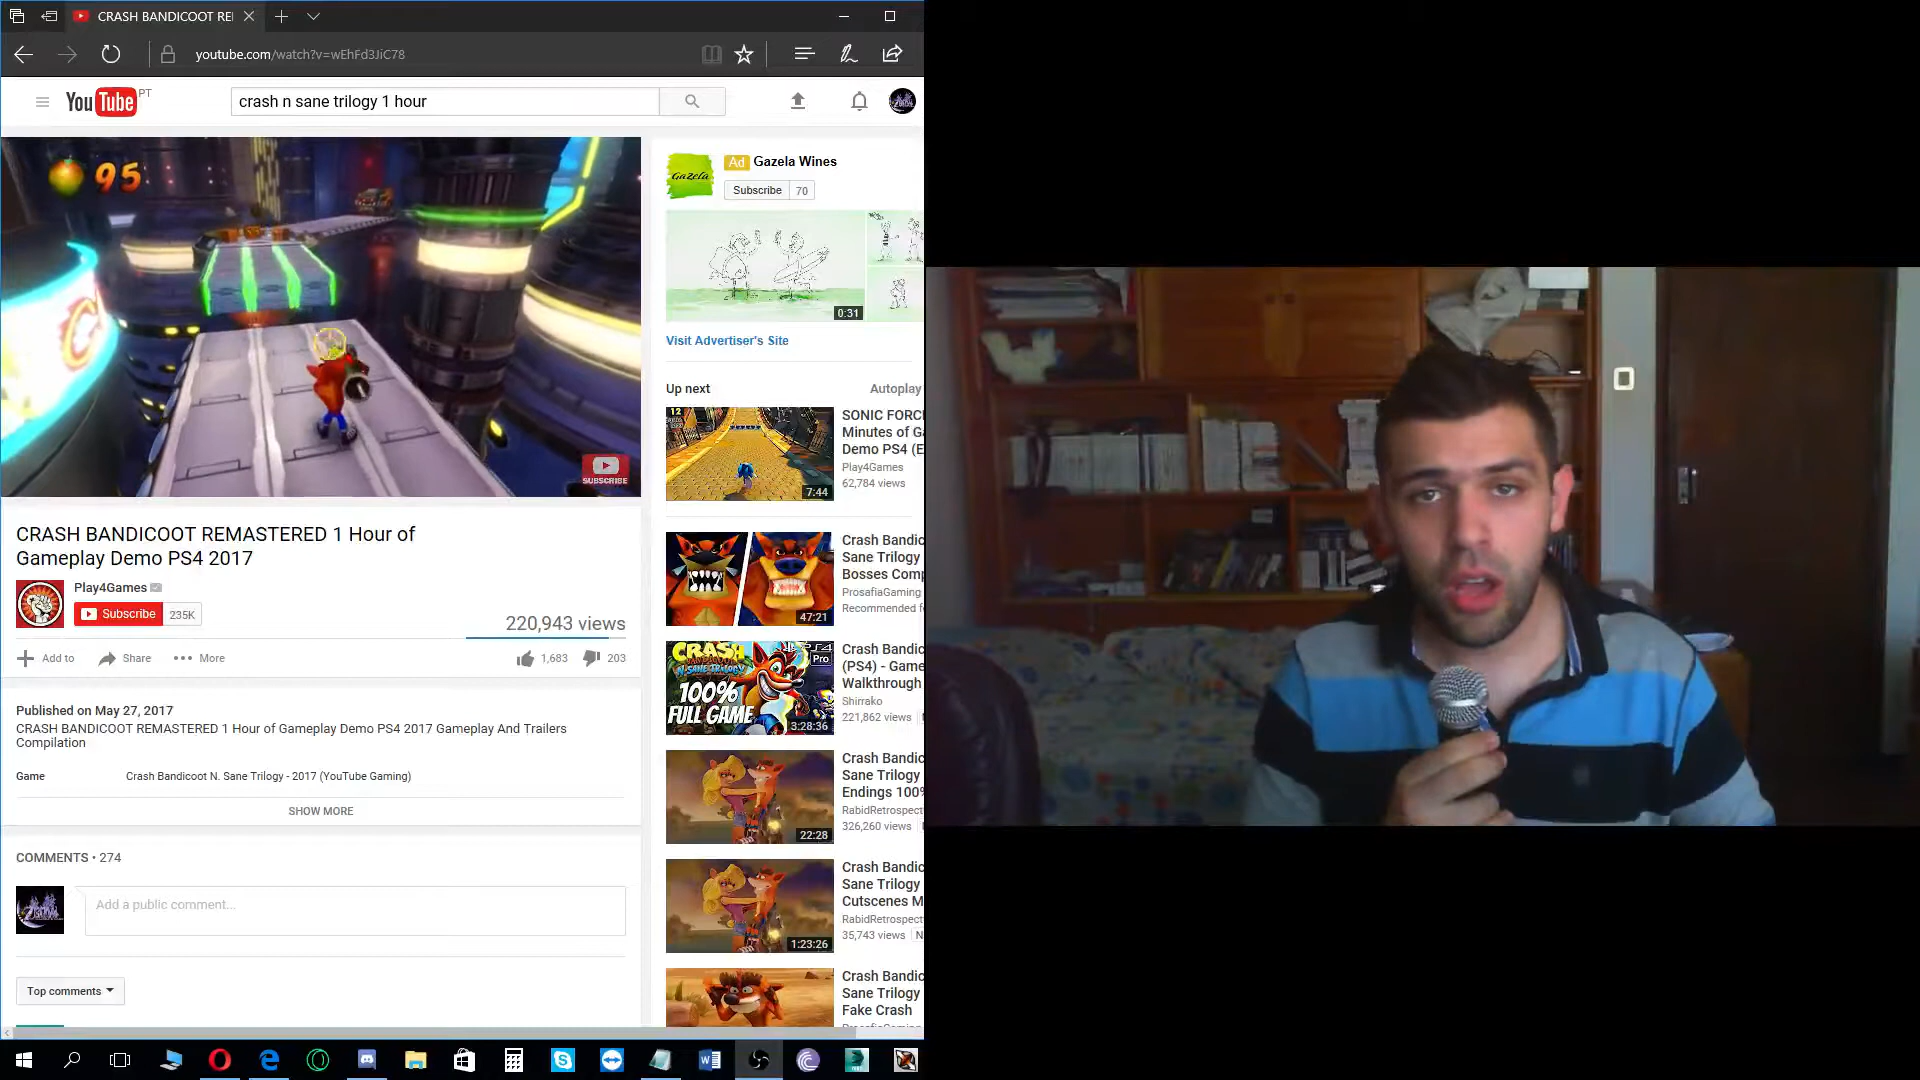 CRASH BANDICOOT RE
youtube.com/watch?v=wEhFd3JiC78
YouTube PT
crash n sane trilogy 1 hour
95
SUBSCRIBE
CRASH BANDICOOT REMASTERED 1 Hour of
Gameplay Demo PS4 2017
Play4Games
Subscribe 235K
220,943 views
Add to Share More 1,683 203
Published on May 27, 2017
CRASH BANDICOOT REMASTERED 1 Hour of Gameplay Demo PS4 2017 Gameplay And Trailers
Compilation
Game Crash Bandicoot N. Sane Trilogy - 2017 (YouTube Gaming)
SHOW MORE
COMMENTS • 274
Add a public comment...
Top comments
Gazela
Ad Gazela Wines
Subscribe 70
0:31
Visit Advertiser's Site
Up next Autoplay
SONIC FORC
Minutes of Ga
Demo PS4 (E
Play4Games
62,784 views
7:44
Crash Bandic
Sane Trilogy
Bosses Comp
ProsafiaGaming
Recommended f
47:21
CRASH
BANDICOOT
N.SANE TRILOGY
PS4
Pro
100%
FULL GAME
3:28:36
Crash Bandic
(PS4) - Game
Walkthrough
Shirrako
221,862 views
Crash Bandic
Sane Trilogy
Endings 100%
RabidRetrospect
326,260 views
22:28
Crash Bandic
Sane Trilogy
Cutscenes M
RabidRetrospect
35,743 views N
1:23:26
Crash Bandic
Sane Trilogy
Fake Crash